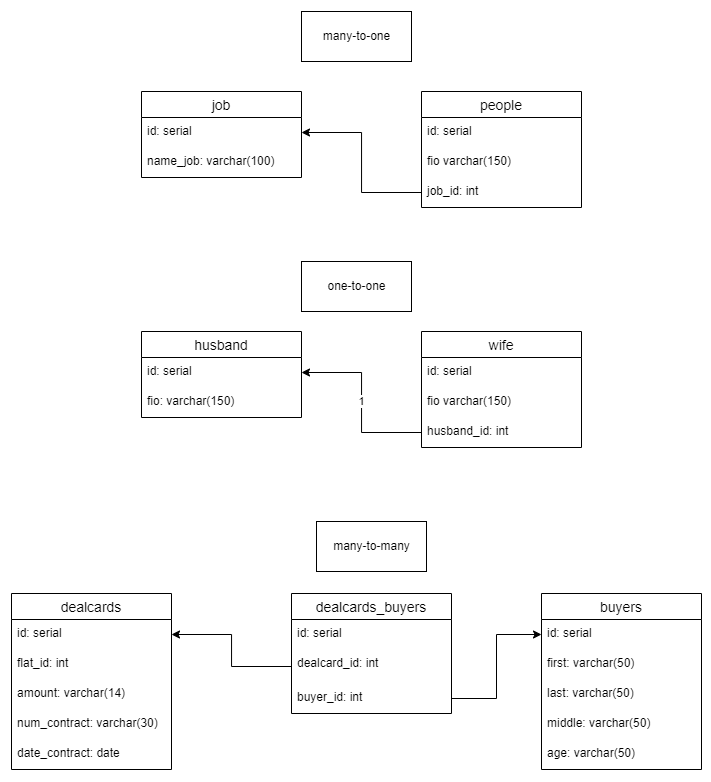 many-to-one
job
id: serial
name_job: varchar(100)
people
id: serial
fio varchar(150)
job_id: int
one-to-one
husband
id: serial
fio: varchar(150)
1
wife
id: serial
fio varchar(150)
husband_id: int
many-to-many
dealcards
id: serial
flat_id: int
amount: varchar(14)
num_contract: varchar(30)
date_contract: date
dealcards_buyers
id: serial
dealcard_id: int
buyer_id: int
buyers
id: serial
first: varchar(50)
last: varchar(50)
middle: varchar(50)
age: varchar(50)